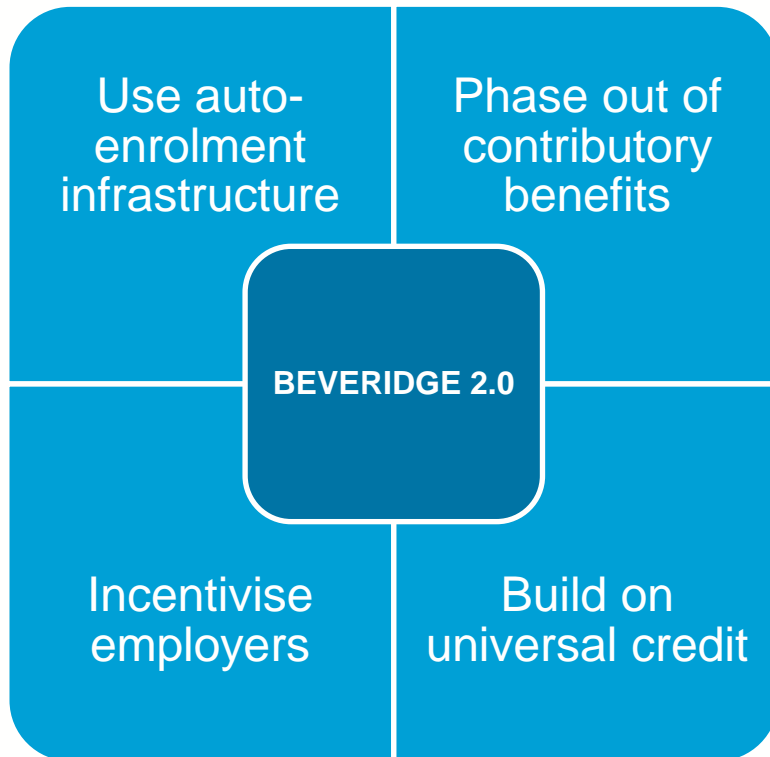 Use auto-
enrolment
infrastructure
Phase out of
contributory
benefits
BEVERIDGE 2.0
Incentivise
employers
Build on
universal credit